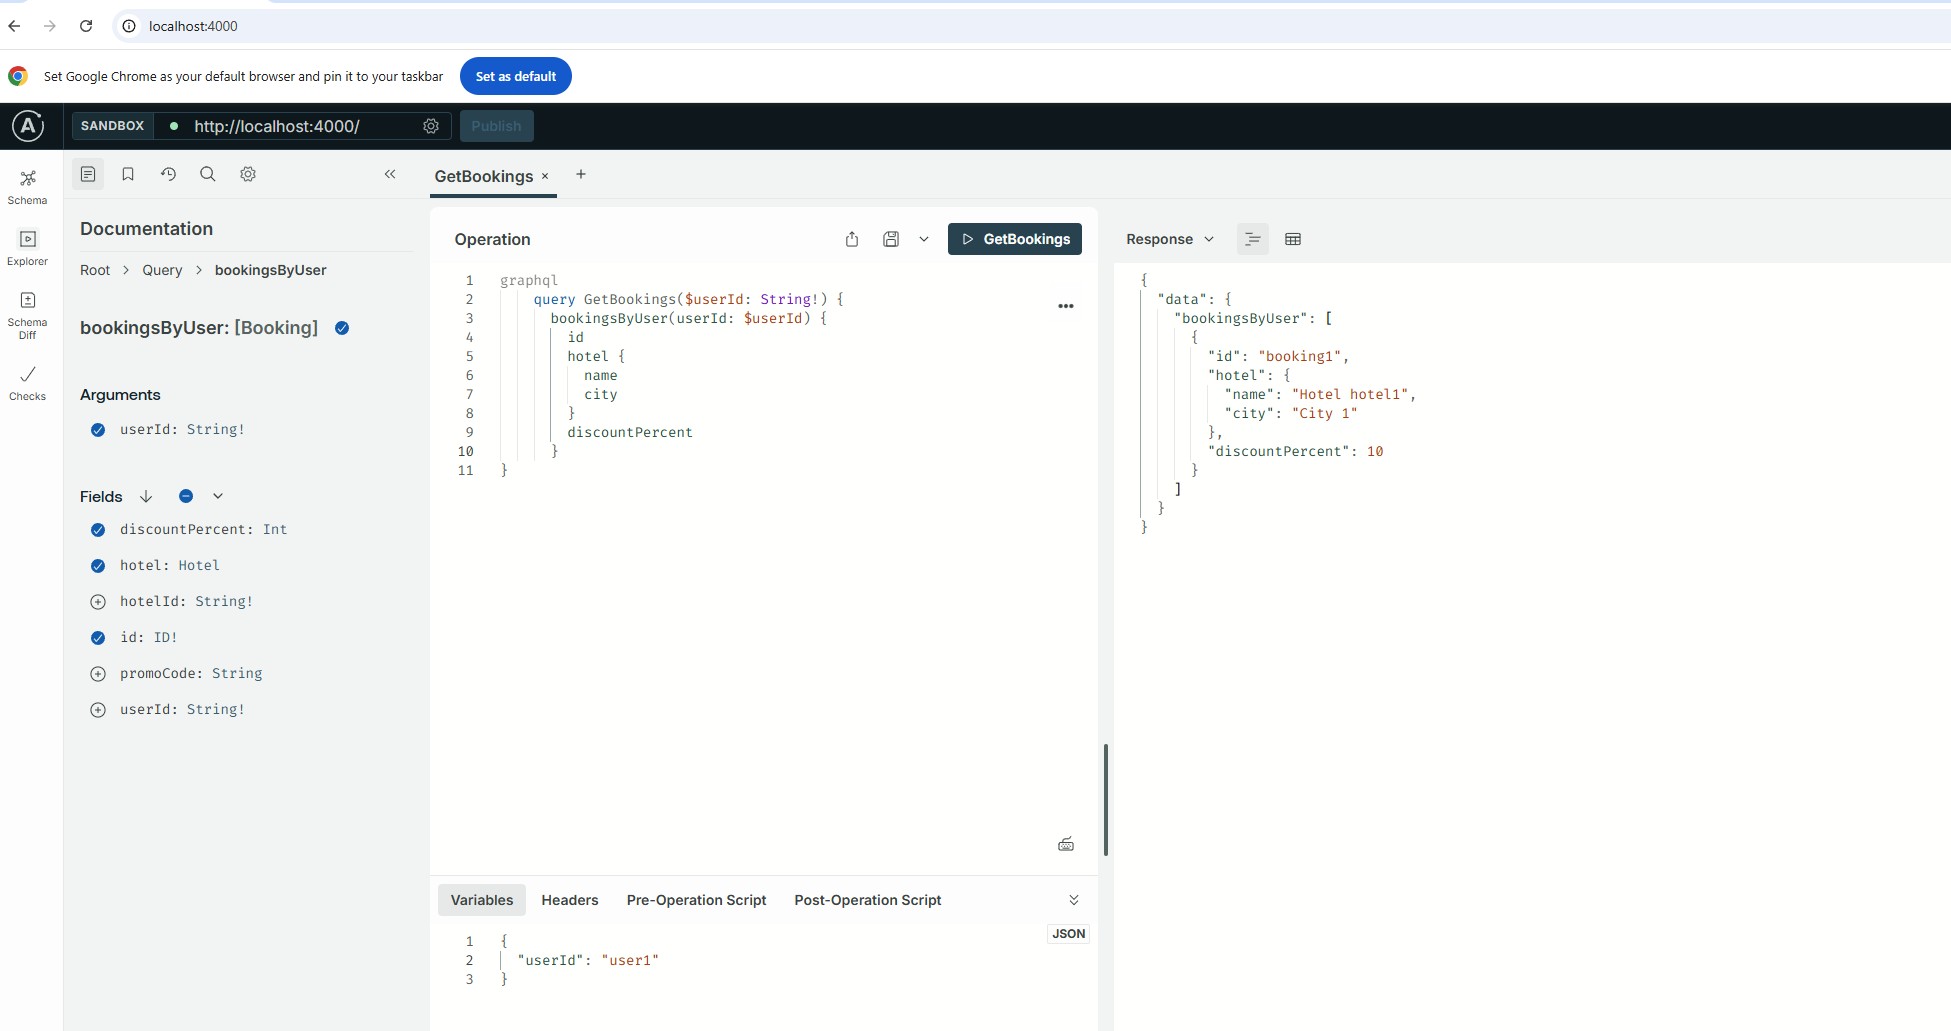 localhost:4000
Set Google Chrome as your default browser and pin it to your taskbar
Set as default
SANDBOX
http://localhost:4000/
Publish
Schema
Explorer
Schema
Diff
Checks
Documentation
Root > Query > bookingsByUser
bookingsByUser: [Booking]
Arguments
userId: String!
Fields
discountPercent: Int
hotel: Hotel
hotelId: String!
id: ID!
promoCode: String
userId: String!
GetBookings × +
Operation
GetBookings
1 graphql
2 query GetBookings($userId: String!) {
3 bookingsByUser(userId: $userId) {
4 id
5 hotel {
6 name
7 city
8 }
9 discountPercent
10 }
11 }
Variables Headers Pre-Operation Script Post-Operation Script
JSON
1 {
2 "userId": "user1"
3 }
Response
{
"data": {
"bookingsByUser": [
{
"id": "booking1",
"hotel": {
"name": "Hotel hotel1",
"city": "City 1"
},
"discountPercent": 10
}
]
}
}